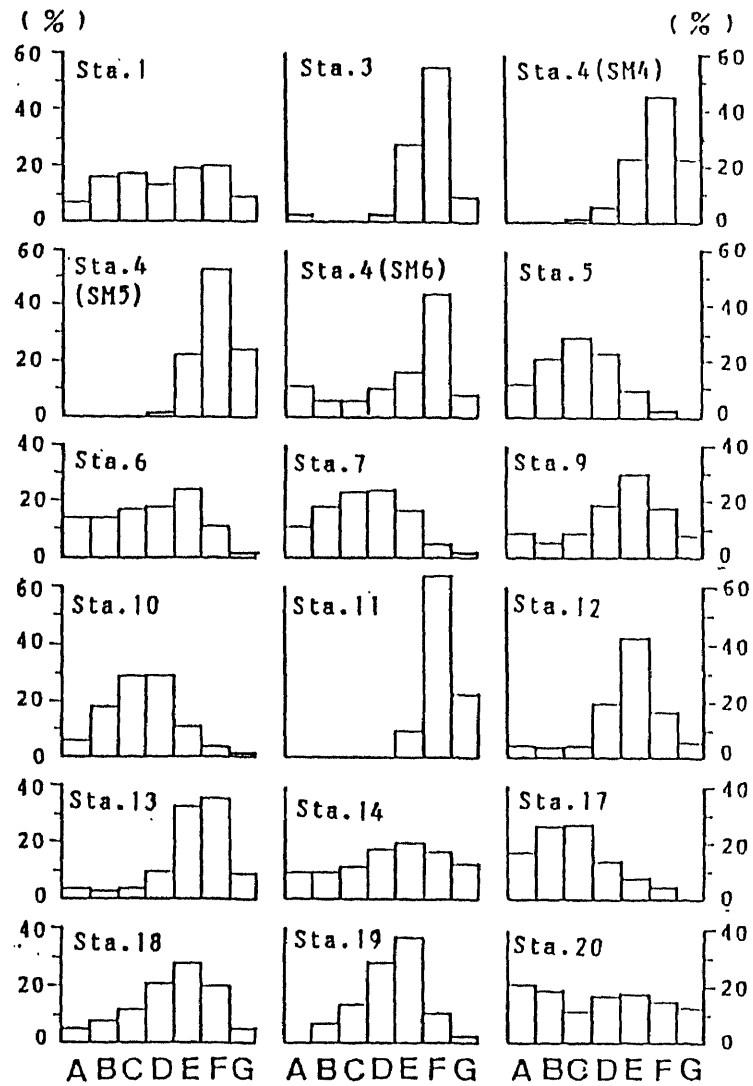 (%) (%)
60 Sta.1 Sta.3 Sta.4(SM4) 60
40 40
20 20
0 0
60 Sta.4 Sta.4(SM6) Sta.5 60
(SM5)
40 40
20 20
0 0
40 Sta.6 Sta.7 Sta.9 40
20 20
0 0
60 Sta.10 Sta.11 Sta.12 60
40 40
20 20
0 0
40 Sta.13 Sta.14 Sta.17 40
20 20
0 0
40 Sta.18 Sta.19 Sta.20 40
20 20
0 0
A B C D E F G A B C D E F G A B C D E F G